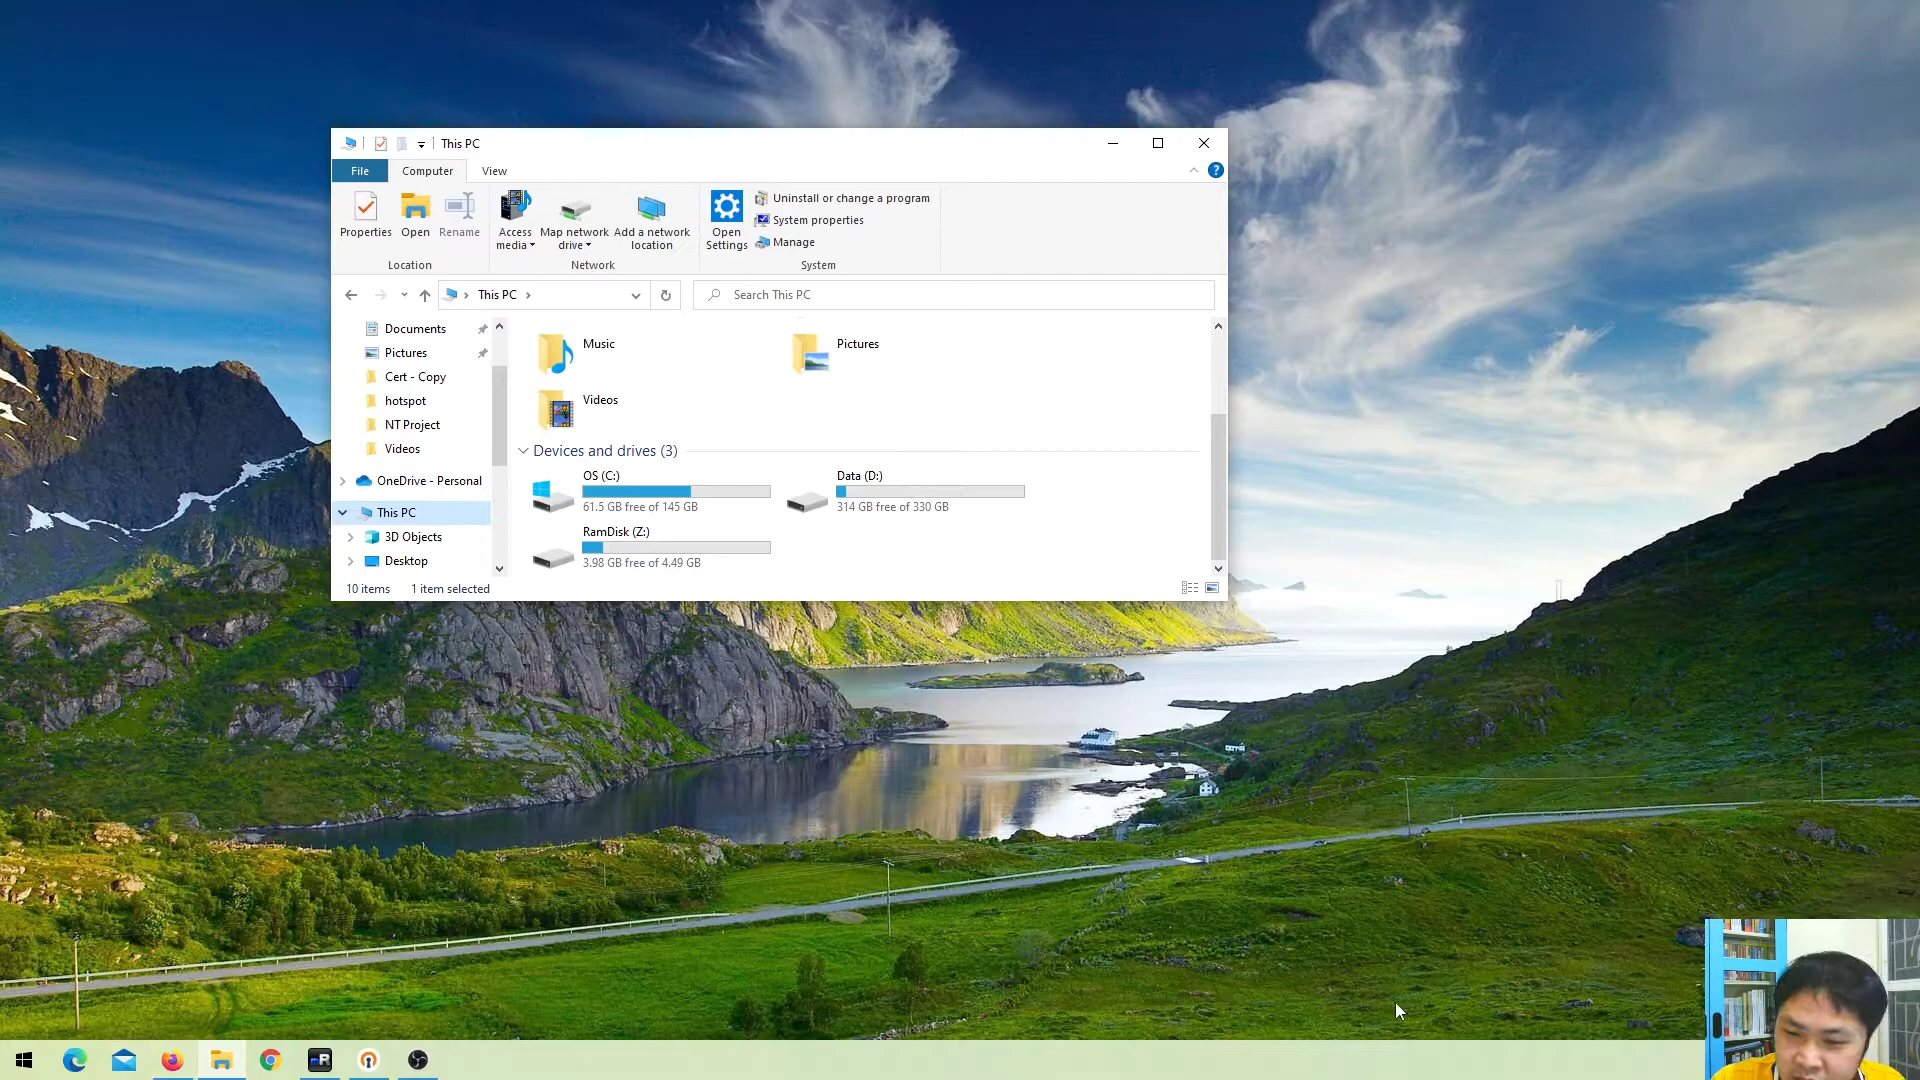 This PC
File
Computer
View
Properties
Open
Rename
Access media
Map network drive
Add a network location
Open Settings
Uninstall or change a program
System properties
Manage
Location
Network
System
This PC
Search This PC
Documents
Pictures
Cert - Copy
hotspot
NT Project
Videos
OneDrive - Personal
This PC
3D Objects
Desktop
Music
Pictures
Videos
Devices and drives (3)
OS (C:)
61.5 GB free of 145 GB
Data (D:)
314 GB free of 330 GB
RamDisk (Z:)
3.98 GB free of 4.49 GB
10 items
1 item selected